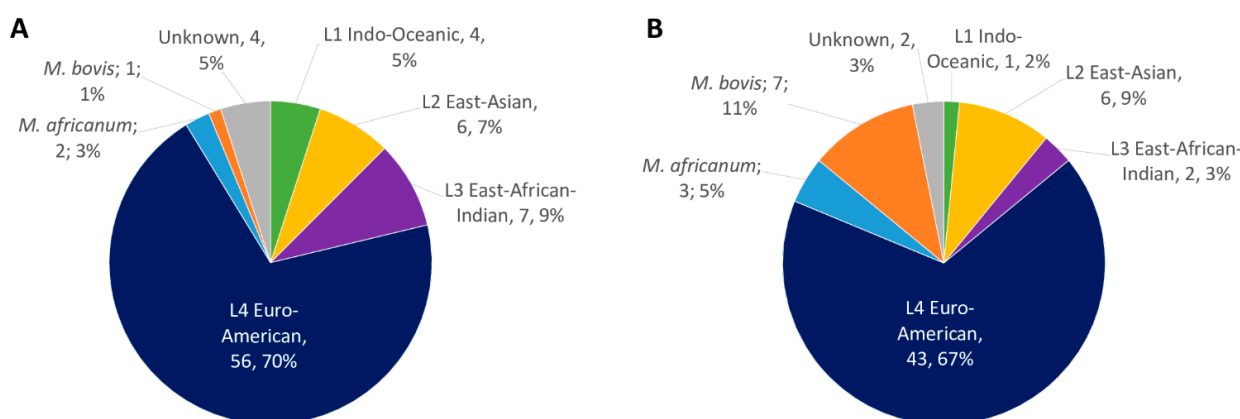 A
Unknown, 4,
5%
L1 Indo-Oceanic, 4,
5%
M. bovis; 1;
1%
L2 East-Asian,
6, 7%
M. africanum;
2; 3%
L3 East-African-
Indian, 7, 9%
L4 Euro-
American,
56, 70%
B
Unknown, 2,
3%
L1 Indo-
Oceanic, 1, 2%
M. bovis; 7,
11%
L2 East-Asian,
6, 9%
M. africanum;
3; 5%
L3 East-African-
Indian, 2, 3%
L4 Euro-
American,
43, 67%